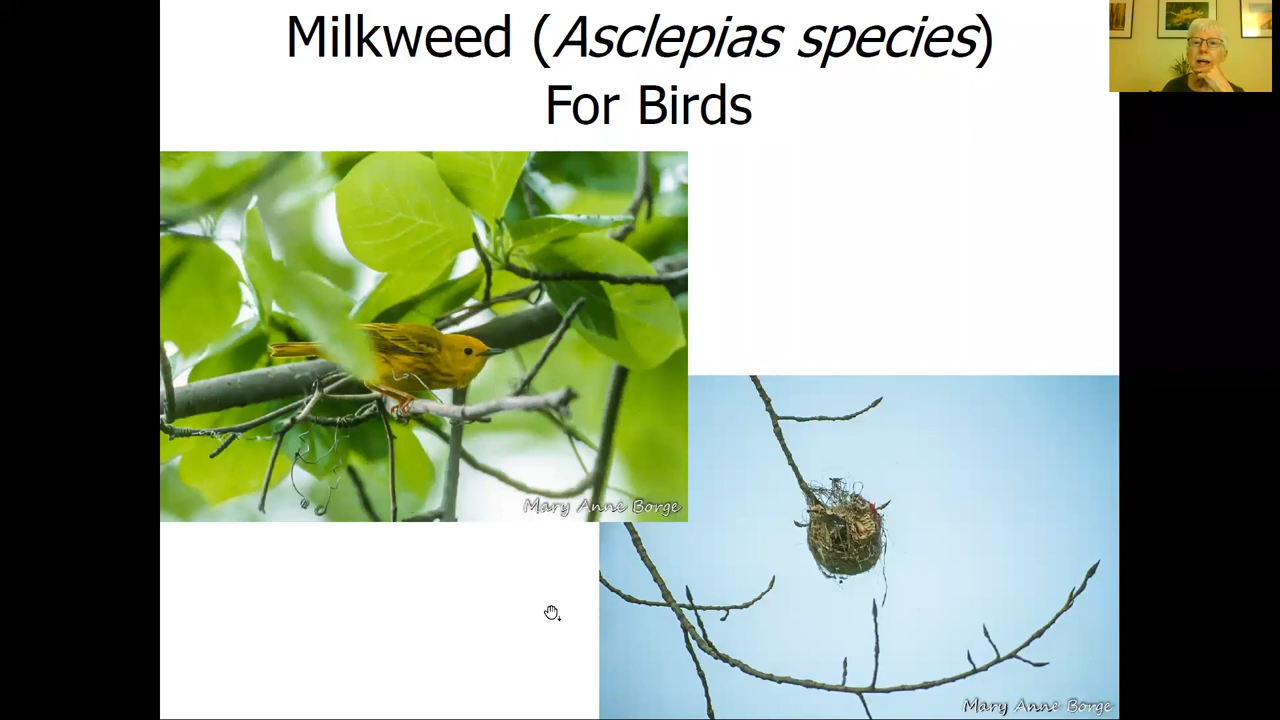 Milkweed (Asclepias species)
For Birds
Mary Anne Borge
Mary Anne Borge